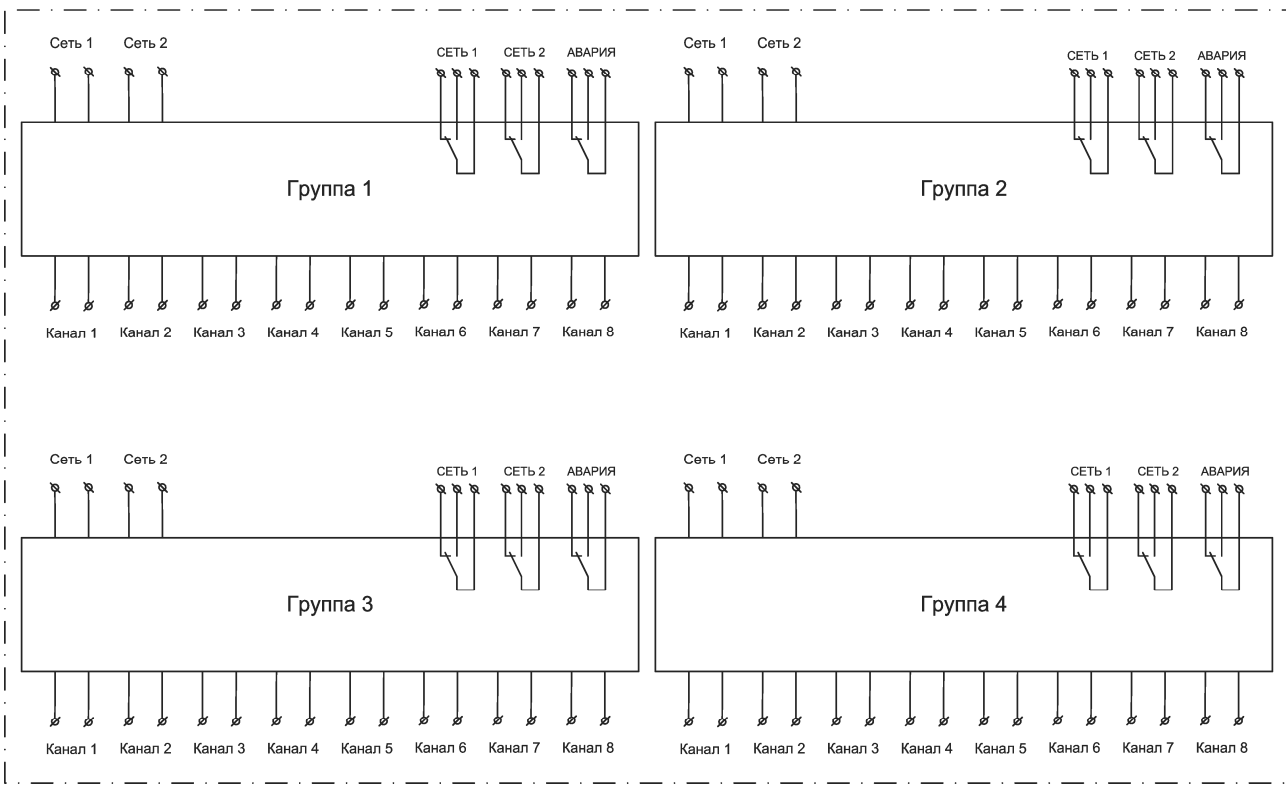 Сеть 1 Сеть 2 СЕТЬ 1 СЕТЬ 2 АВАРИЯ
Группа 1
Канал 1 Канал 2 Канал 3 Канал 4 Канал 5 Канал 6 Канал 7 Канал 8
Сеть 1 Сеть 2 СЕТЬ 1 СЕТЬ 2 АВАРИЯ
Группа 2
Канал 1 Канал 2 Канал 3 Канал 4 Канал 5 Канал 6 Канал 7 Канал 8
Сеть 1 Сеть 2 СЕТЬ 1 СЕТЬ 2 АВАРИЯ
Группа 3
Канал 1 Канал 2 Канал 3 Канал 4 Канал 5 Канал 6 Канал 7 Канал 8
Сеть 1 Сеть 2 СЕТЬ 1 СЕТЬ 2 АВАРИЯ
Группа 4
Канал 1 Канал 2 Канал 3 Канал 4 Канал 5 Канал 6 Канал 7 Канал 8